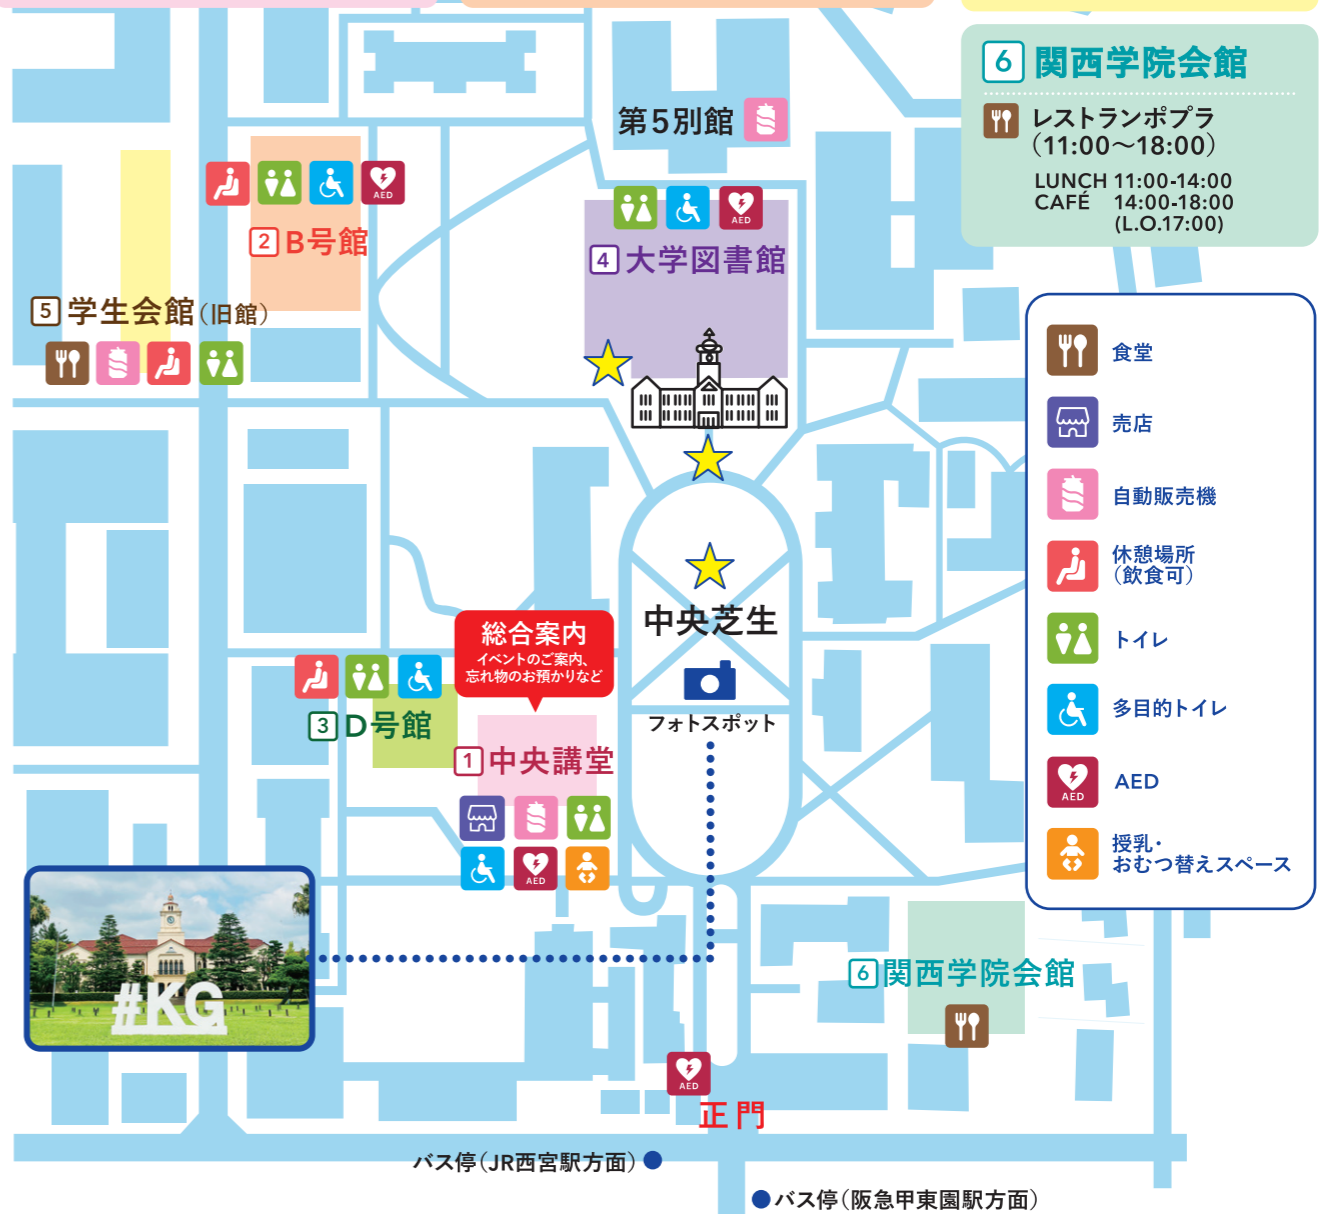 6 関西学院会館
レストランポプラ
(11:00〜18:00)
LUNCH 11:00-14:00
CAFÉ 14:00-18:00
(L.O.17:00)
第5別館
AED
2 B号館
AED
4 大学図書館
5 学生会館(旧館)
食堂
売店
自動販売機
休憩場所
(飲食可)
トイレ
多目的トイレ
AED
AED
授乳・
おむつ替えスペース
中央芝生
フォトスポット
総合案内
イベントのご案内、
忘れ物のお預かりなど
3 D号館
1 中央講堂
AED
#KG
6 関西学院会館
AED
正門
バス停(JR西宮駅方面)
バス停(阪急甲東園駅方面)